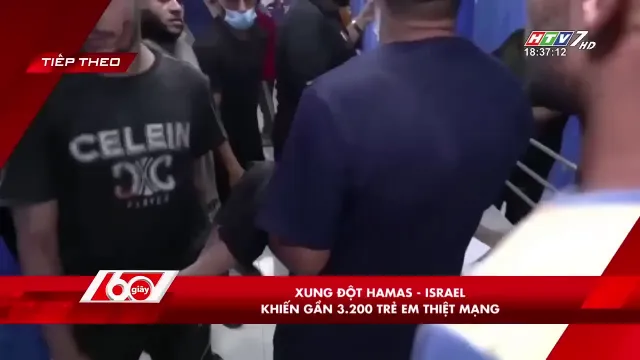 TIẾP THEO
HTV7 HD
18:37:12
CELEIN
60 giây
XUNG ĐỘT HAMAS - ISRAEL
KHIẾN GẦN 3.200 TRẺ EM THIỆT MẠNG